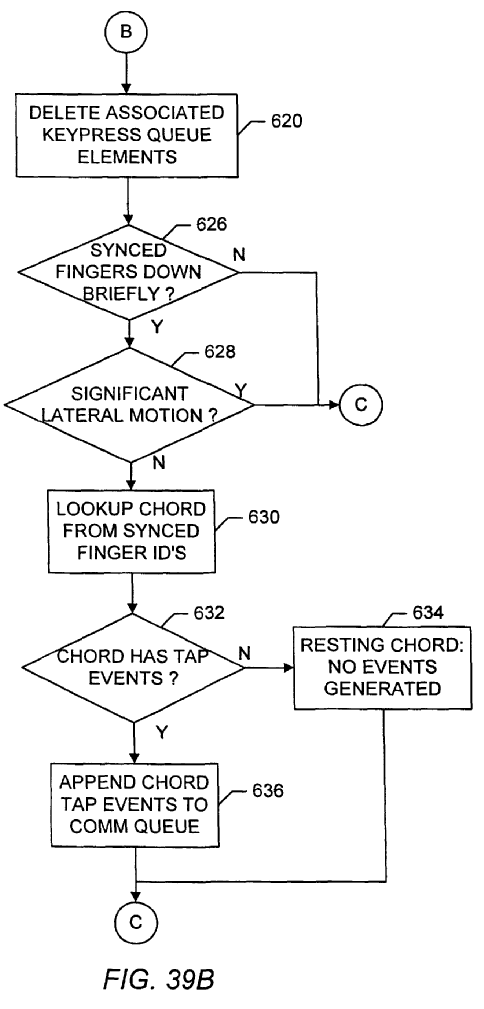 B
DELETE ASSOCIATED
KEYPRESS QUEUE
ELEMENTS
620
626
SYNCED
FINGERS DOWN
BRIEFLY ?
N
Y
628
SIGNIFICANT
LATERAL MOTION ?
Y
C
N
LOOKUP CHORD
FROM SYNCED
FINGER ID'S
630
632
CHORD HAS TAP
EVENTS ?
N
634
RESTING CHORD:
NO EVENTS
GENERATED
Y
APPEND CHORD
TAP EVENTS TO
COMM QUEUE
636
C
FIG. 39B